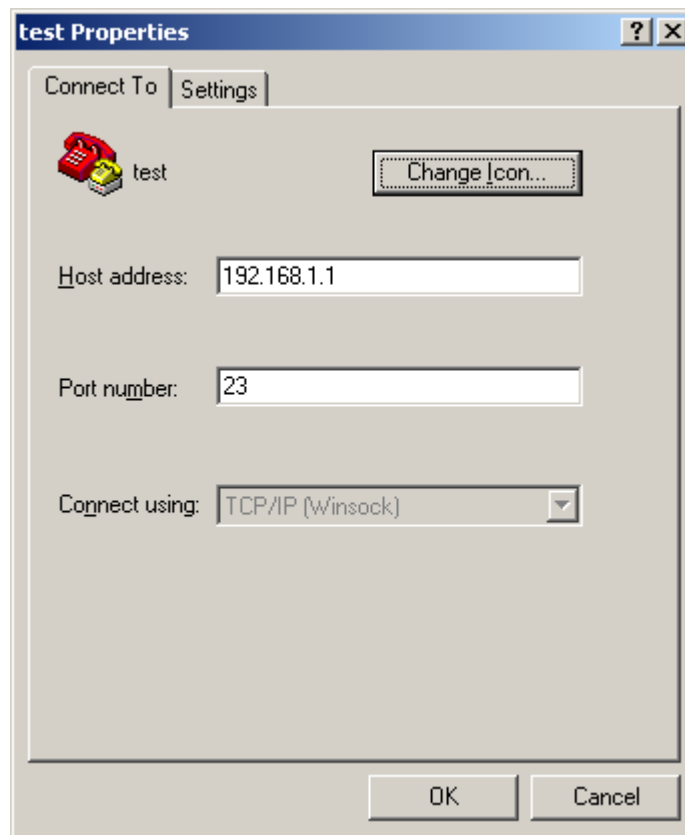 test Properties
Connect To Settings
test Change Icon...
Host address: 192.168.1.1
Port number: 23
Connect using: TCP/IP (Winsock)
OK Cancel